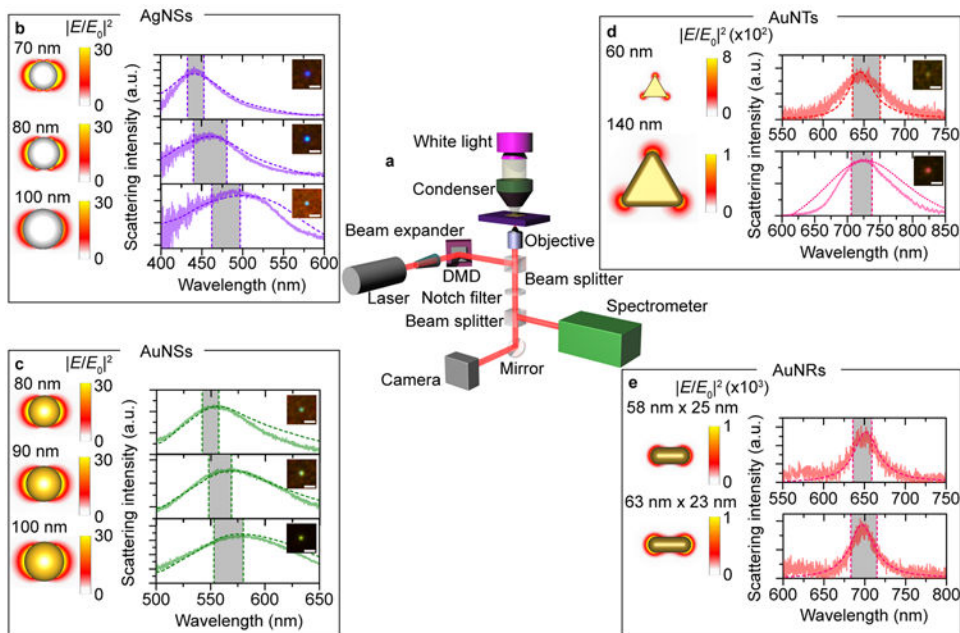 AgNSs
b
|E/E₀|²
70 nm
30
0
80 nm
30
0
100 nm
30
0
Scattering intensity (a.u.)
400 450 500 550 600
Wavelength (nm)
AuNSs
c
|E/E₀|²
80 nm
30
0
90 nm
30
0
100 nm
30
0
Scattering intensity (a.u.)
500 550 600 650
Wavelength (nm)
a
White light
Condenser
Objective
Beam expander
DMD
Beam splitter
Laser
Notch filter
Beam splitter
Spectrometer
Camera
Mirror
AuNTs
d
|E/E₀|² (x10²)
60 nm
8
0
140 nm
1
0
Scattering intensity (a.u.)
550 600 650 700 750
600 650 700 750 800 850
Wavelength (nm)
AuNRs
e
|E/E₀|² (x10³)
58 nm x 25 nm
1
0
63 nm x 23 nm
1
0
Scattering intensity (a.u.)
550 600 650 700 750
600 650 700 750 800
Wavelength (nm)